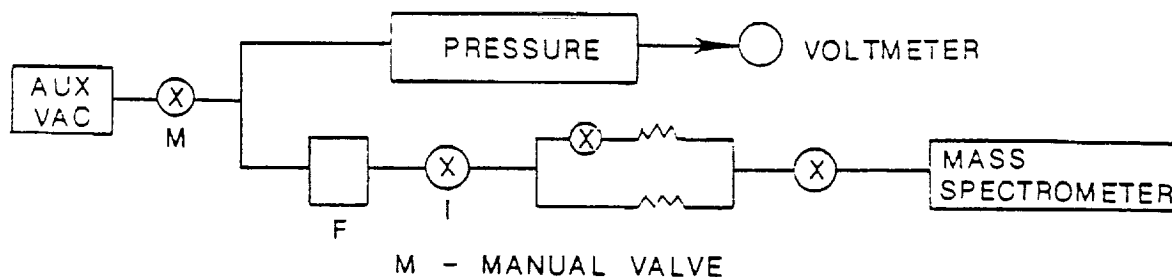 PRESSURE
VOLTMETER
AUX
VAC
X
M
X
X
X
MASS
SPECTROMETER
I
F
M - MANUAL VALVE